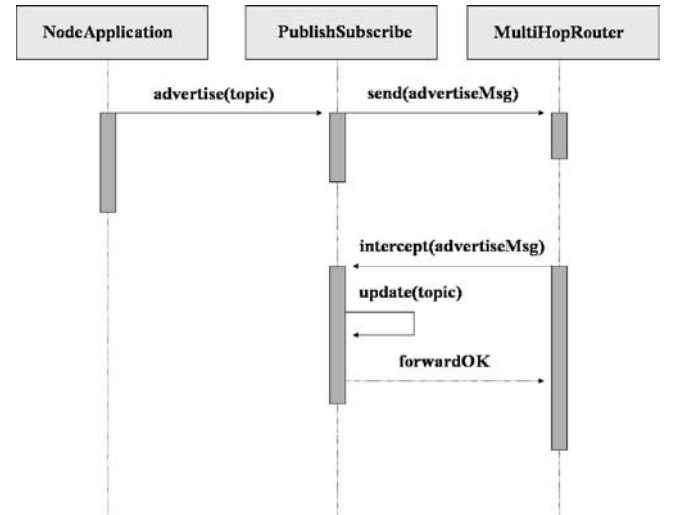 NodeApplication
PublishSubscribe
MultiHopRouter
advertise(topic)
send(advertiseMsg)
intercept(advertiseMsg)
update(topic)
forwardOK